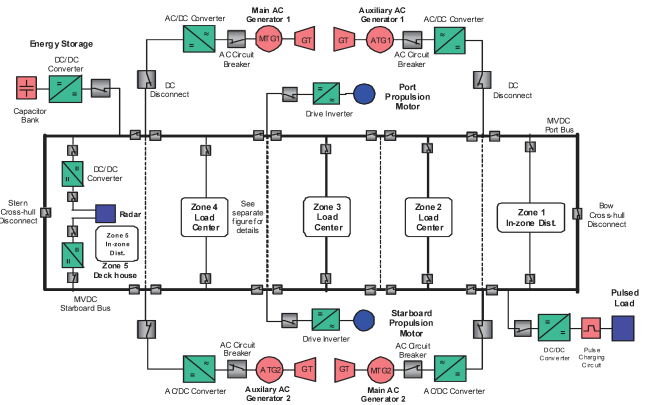 Main AC
Generator 1
Auxiliary AC
Generator 1
AC/DC Converter
AC/DC Converter
MTG1
GT
GT
ATG1
AC Circuit
Breaker
AC Circuit
Breaker
Energy Storage
DC/DC
Converter
Capacitor
Bank
DC
Disconnect
Drive Inverter
Port
Propulsion
Motor
DC
Disconnect
MVDC
Port Bus
DC/DC
Converter
Stern
Cross-hull
Disconnect
Radar
Zone 5
In-zone
Dist.
Zone 5
Deck house
Zone 4
Load
Center
See
separate
figure for
details
Zone 3
Load
Center
Zone 2
Load
Center
Zone 1
In-zone Dist.
Bow
Cross-hull
Disconnect
MVDC
Starboard Bus
Drive Inverter
Starboard
Propulsion
Motor
Pulsed
Load
DC/DC
Converter
Pulse
Charging
Circuit
AC Circuit
Breaker
AC Circuit
Breaker
ATG2
GT
GT
MTG2
AC/DC Converter
Auxilary AC
Generator 2
Main AC
Generator 2
AC/DC Converter